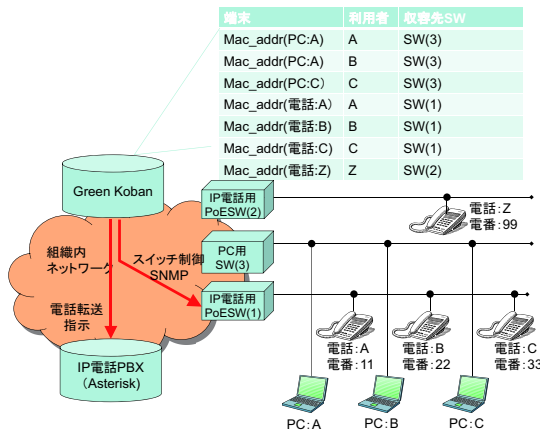 端末 利用者 収容先SW
Mac_addr(PC:A) A SW(3)
Mac_addr(PC:A) B SW(3)
Mac_addr(PC:C) C SW(3)
Mac_addr(電話:A) A SW(1)
Mac_addr(電話:B) B SW(1)
Mac_addr(電話:C) C SW(1)
Mac_addr(電話:Z) Z SW(2)
Green Koban
IP電話用
PoESW(2)
電話:Z
電番:99
組織内
ネットワーク
スイッチ制御
SNMP
PC用
SW(3)
IP電話用
PoESW(1)
電話転送
指示
IP電話PBX
(Asterisk)
電話:A
電番:11
電話:B
電番:22
電話:C
電番:33
PC:A
PC:B
PC:C